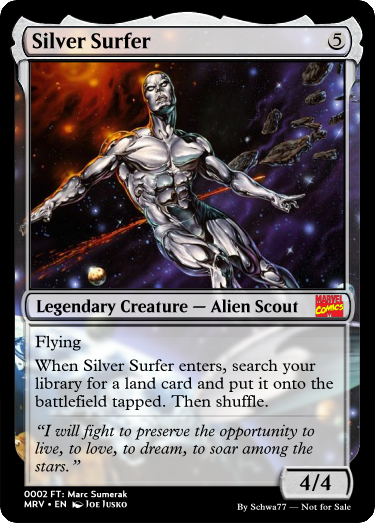 Silver Surfer 5
Legendary Creature — Alien Scout MARVEL COMICS
Flying
When Silver Surfer enters, search your
library for a land card and put it onto the
battlefield tapped. Then shuffle.
“I will fight to preserve the opportunity to
live, to love, to dream, to soar among the
stars.”
4/4
0002 FT: Marc Sumerak
MRV • EN Joe Jusko
By Schwa77 — Not for Sale